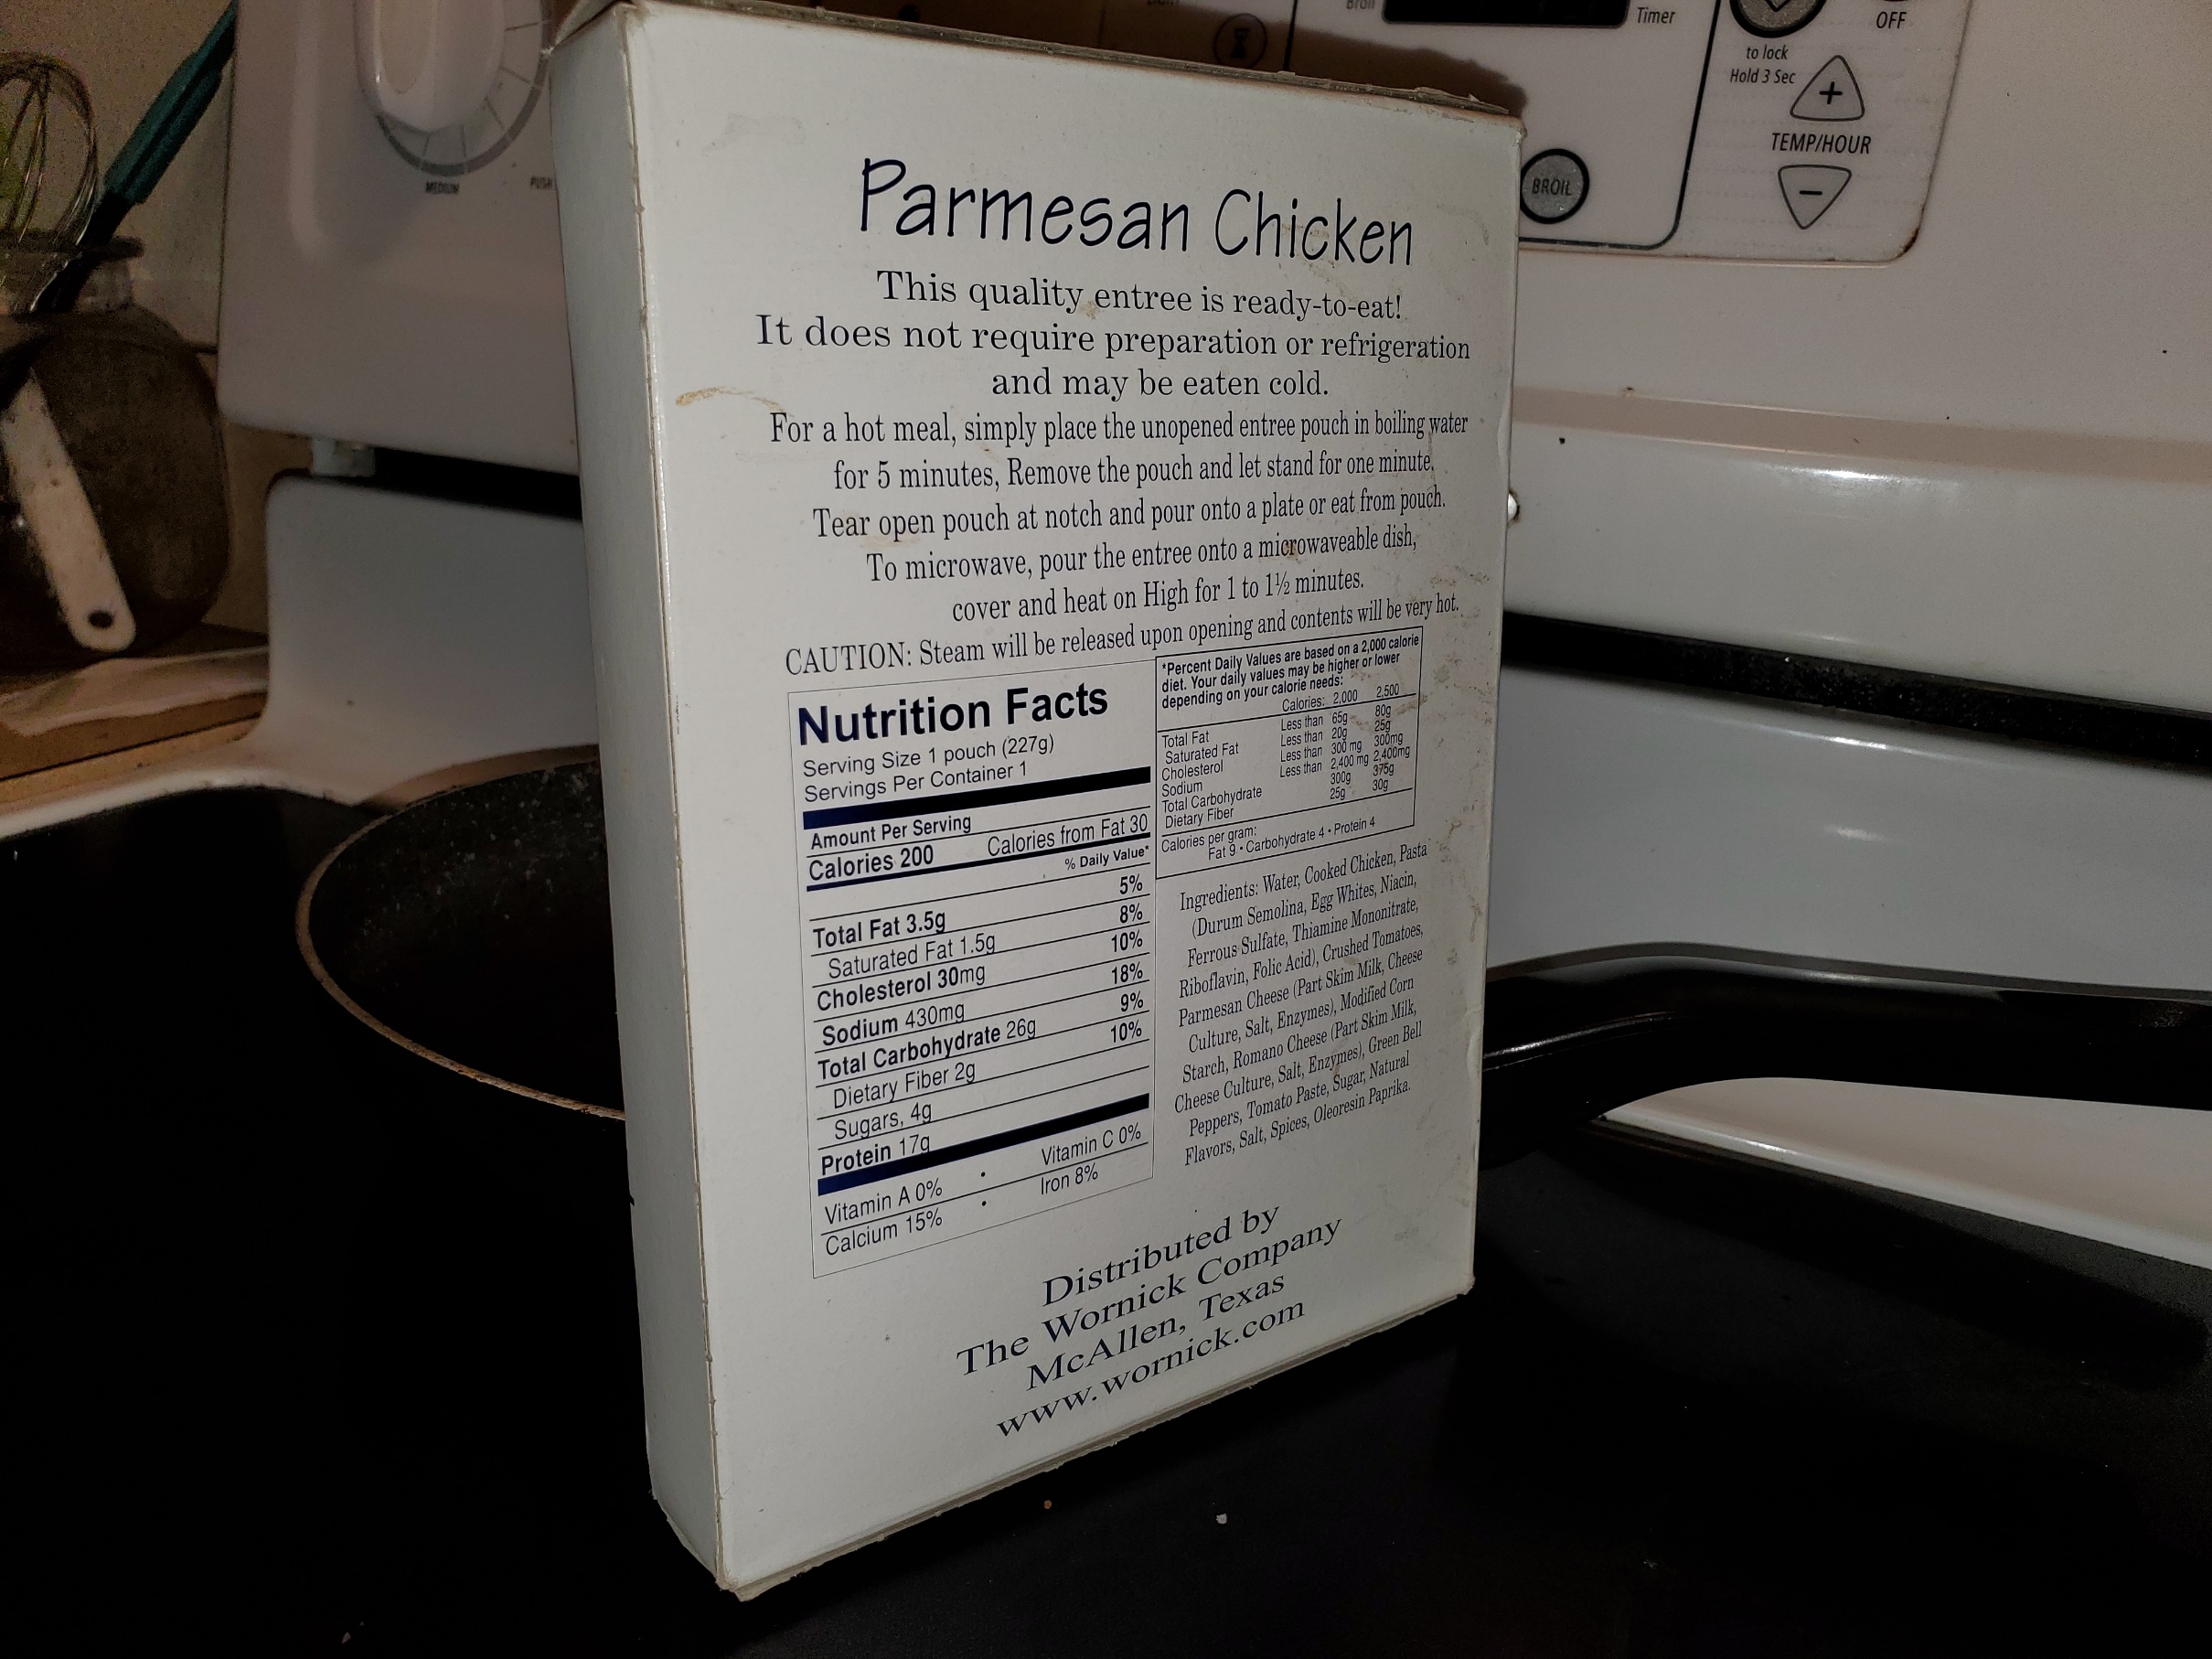 Broil
Timer
OFF
to lock
Hold 3 Sec
+
TEMP/HOUR
-
BROIL
MEDIUM
PUSH
Parmesan Chicken
This quality entree is ready-to-eat!
It does not require preparation or refrigeration
and may be eaten cold.
For a hot meal, simply place the unopened entree pouch in boiling water
for 5 minutes, Remove the pouch and let stand for one minute.
Tear open pouch at notch and pour onto a plate or eat from pouch.
To microwave, pour the entree onto a microwaveable dish,
cover and heat on High for 1 to 1½ minutes.
CAUTION: Steam will be released upon opening and contents will be very hot.
Nutrition Facts
Serving Size 1 pouch (227g)
Servings Per Container 1
Amount Per Serving
Calories 200 Calories from Fat 30
% Daily Value*
Total Fat 3.5g 5%
Saturated Fat 1.5g 8%
Cholesterol 30mg 10%
Sodium 430mg 18%
Total Carbohydrate 26g 9%
Dietary Fiber 2g 10%
Sugars, 4g
Protein 17g
Vitamin A 0% • Vitamin C 0%
Calcium 15% • Iron 8%
*Percent Daily Values are based on a 2,000 calorie
diet. Your daily values may be higher or lower
depending on your calorie needs:
Calories: 2,000 2,500
Total Fat Less than 65g 80g
Saturated Fat Less than 20g 25g
Cholesterol Less than 300 mg 300mg
Sodium Less than 2,400 mg 2,400mg
Total Carbohydrate 300g 375g
Dietary Fiber 25g 30g
Calories per gram:
Fat 9 • Carbohydrate 4 • Protein 4
Ingredients: Water, Cooked Chicken, Pasta
(Durum Semolina, Egg Whites, Niacin,
Ferrous Sulfate, Thiamine Mononitrate,
Riboflavin, Folic Acid), Crushed Tomatoes,
Parmesan Cheese (Part Skim Milk, Cheese
Culture, Salt, Enzymes), Modified Corn
Starch, Romano Cheese (Part Skim Milk,
Cheese Culture, Salt, Enzymes), Green Bell
Peppers, Tomato Paste, Sugar, Natural
Flavors, Salt, Spices, Oleoresin Paprika.
Distributed by
The Wornick Company
McAllen, Texas
www.wornick.com